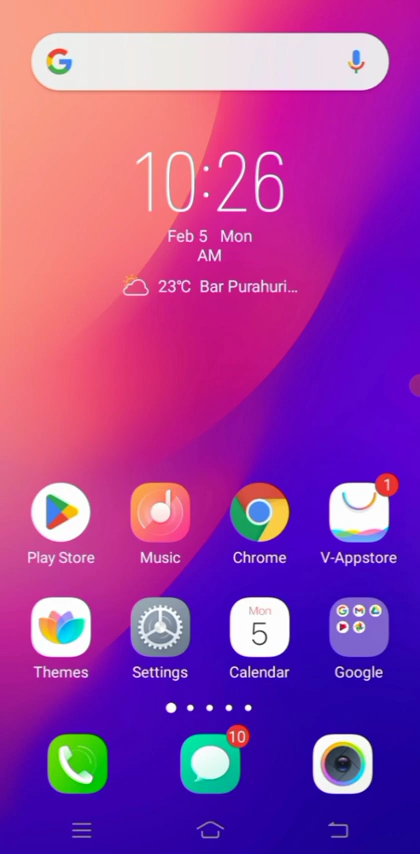 10:26
Feb 5 Mon
AM
23℃ Bar Purahuri...
1
Play Store Music Chrome V-Appstore
Mon
5
Themes Settings Calendar Google
10